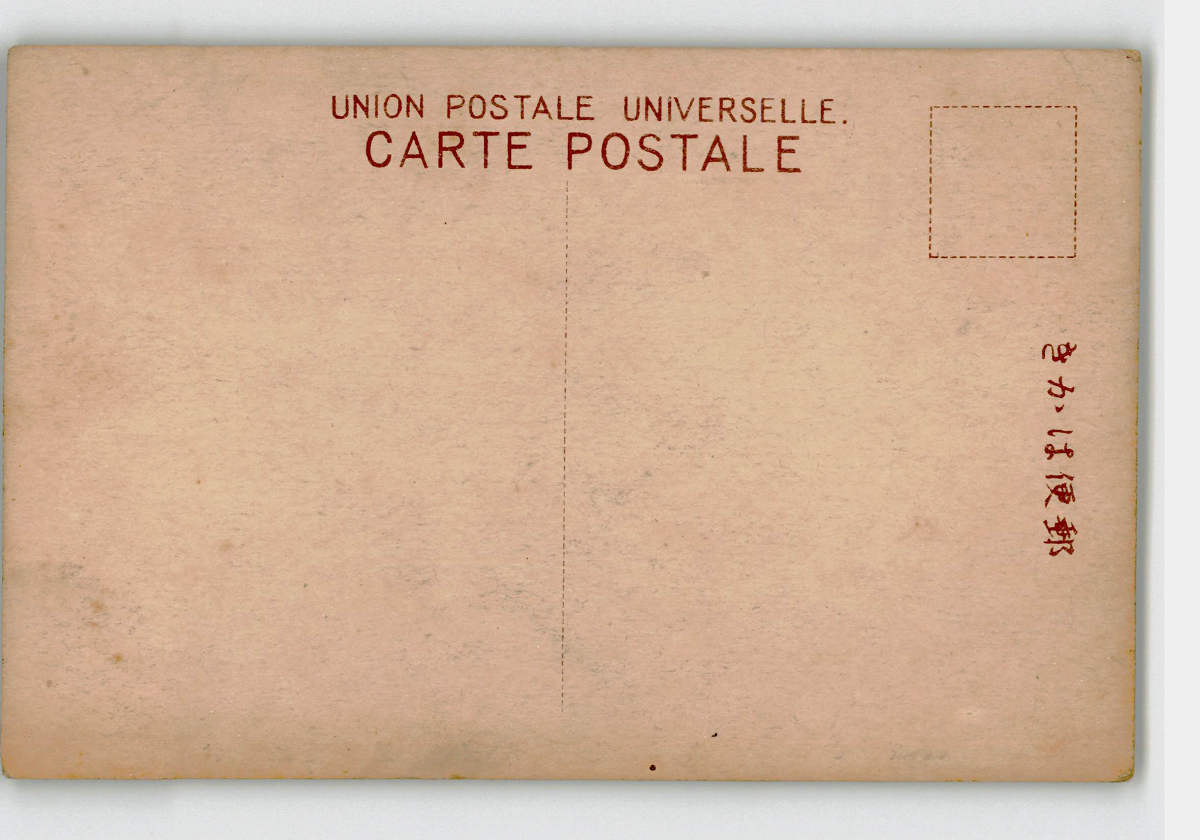 UNION POSTALE UNIVERSELLE.
CARTE POSTALE
郵便はかき